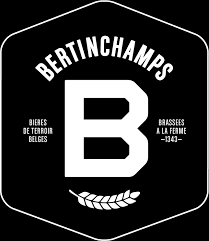 BERTINCHAMPS
B
BIERES
DE TERROIR
BELGES
BRASSEES
A LA FERME
—1343—